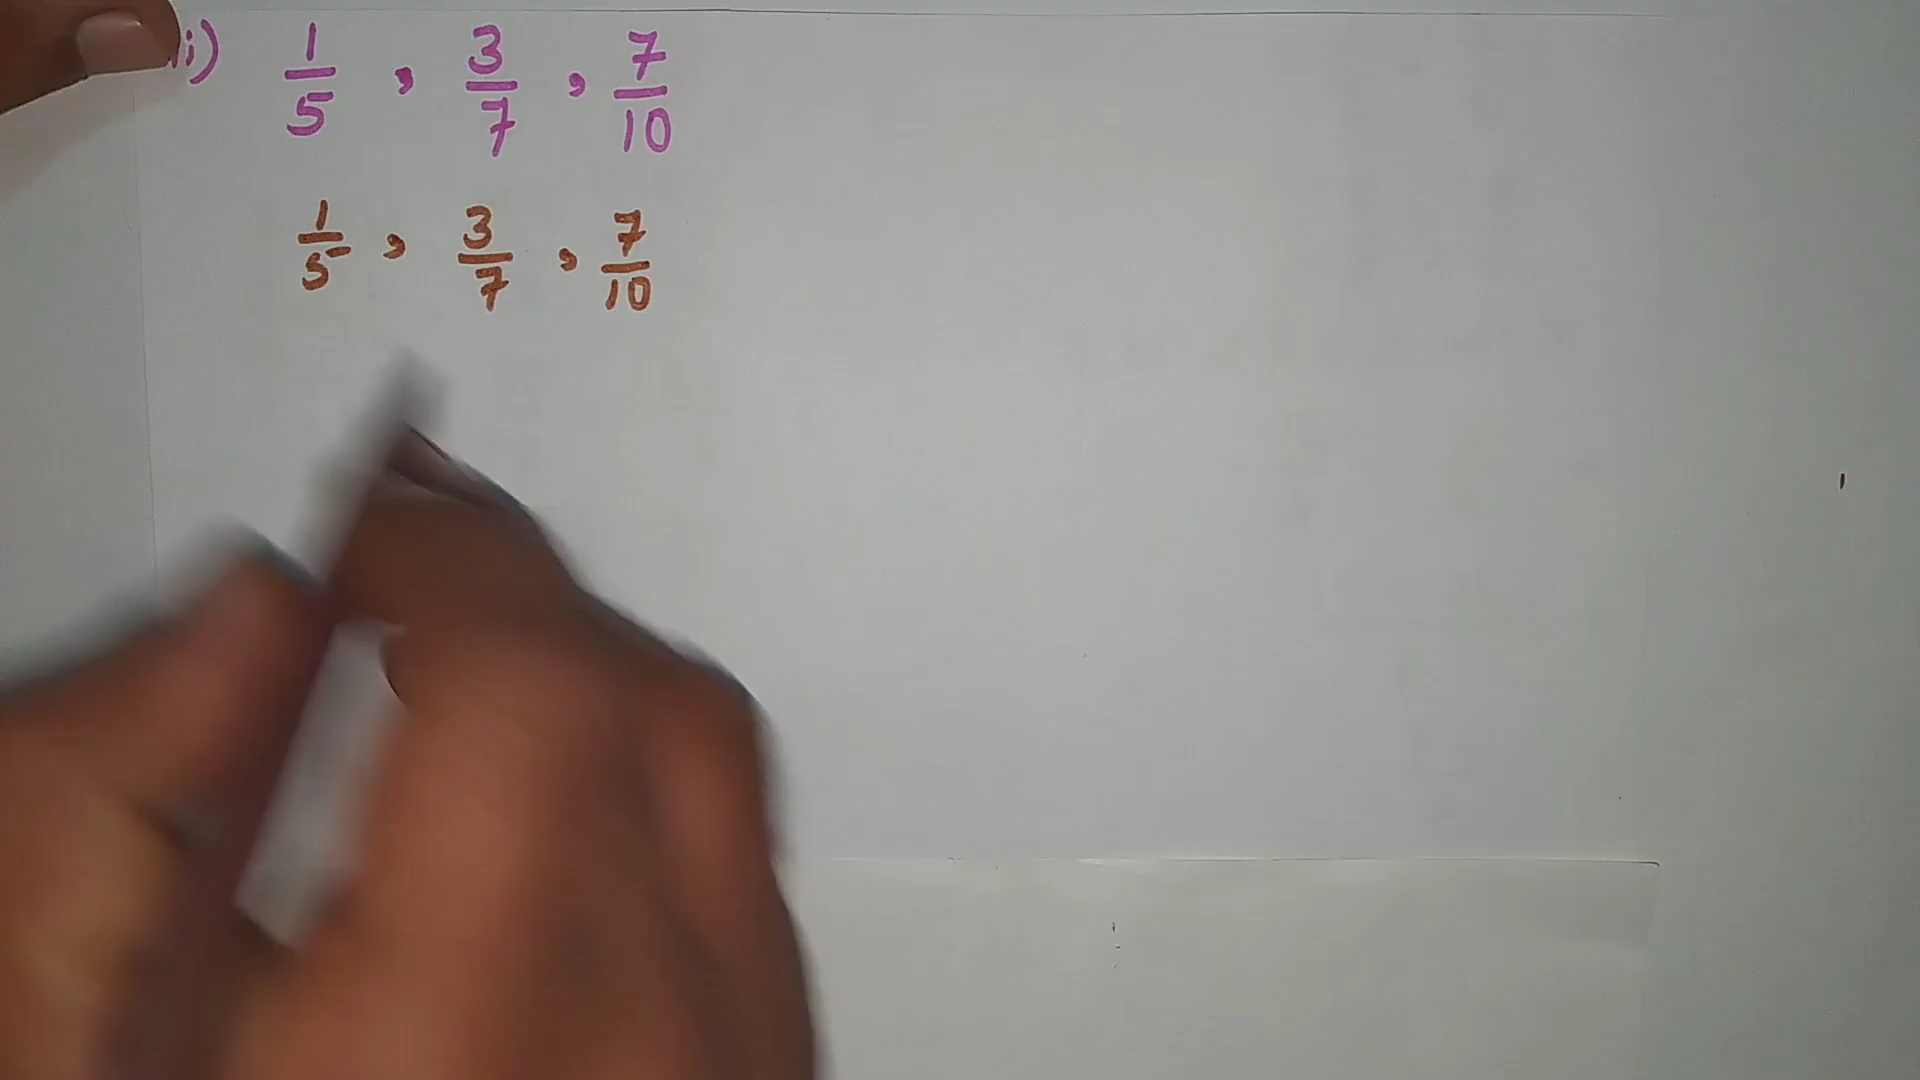 i) 1/5 , 3/7 , 7/10
1/5 , 3/7 , 7/10